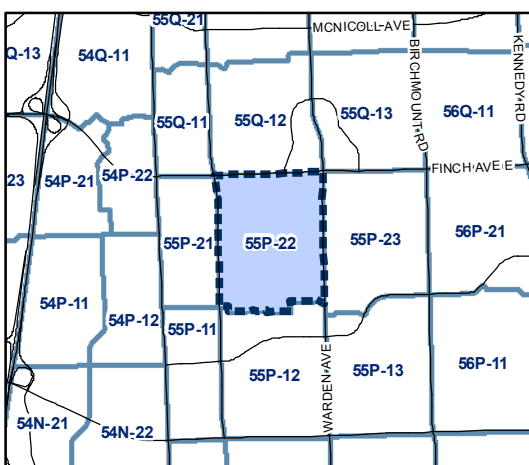 55Q-21
MCNICOLL AVE
Q-13
54Q-11
BIRCHMOUNT RD
KENNEDY RD
55Q-11
55Q-12
55Q-13
56Q-11
FINCH AVE E
23
54P-21
54P-22
55P-21
55P-22
55P-23
56P-21
54P-11
54P-12
55P-11
WARDEN AVE
55P-12
55P-13
56P-11
54N-21
54N-22